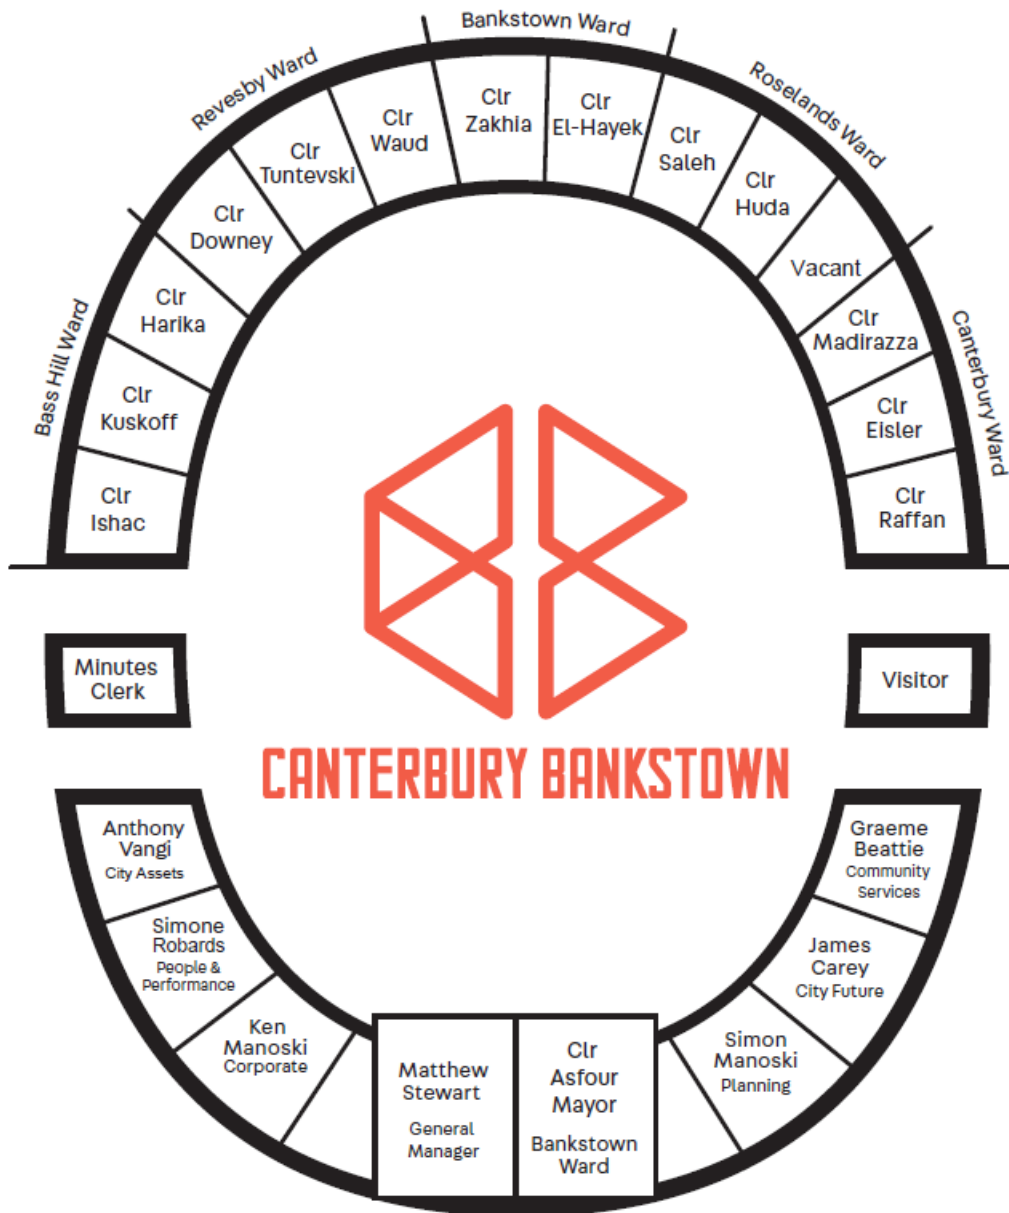 Bankstown Ward
Revesby Ward
Roselands Ward
Bass Hill Ward
Canterbury Ward
Clr
Ishac
Clr
Kuskoff
Clr
Harika
Clr
Downey
Clr
Tuntevski
Clr
Waud
Clr
Zakhia
Clr
El-Hayek
Clr
Saleh
Clr
Huda
Vacant
Clr
Madirazza
Clr
Eisler
Clr
Raffan
Minutes
Clerk
Visitor
CANTERBURY BANKSTOWN
Anthony
Vangi
City Assets
Simone
Robards
People &
Performance
Ken
Manoski
Corporate
Matthew
Stewart
General
Manager
Clr
Asfour
Mayor
Bankstown
Ward
Simon
Manoski
Planning
James
Carey
City Future
Graeme
Beattie
Community
Services